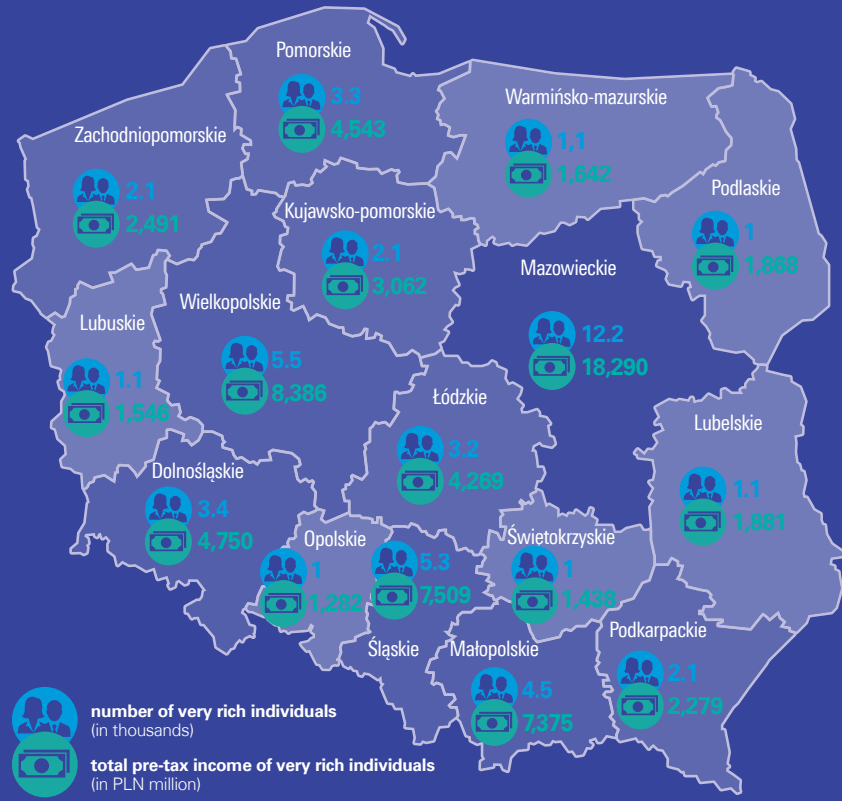 Pomorskie
3.3
4,543
Warmińsko-mazurskie
1,1
1,642
Zachodniopomorskie
2.1
2,491
Podlaskie
1
1,868
Kujawsko-pomorskie
2.1
3,062
Mazowieckie
12.2
18,290
Wielkopolskie
5.5
8,386
Lubuskie
1.1
1,546
Łódzkie
3.2
4,269
Lubelskie
1.1
1,881
Dolnośląskie
3.4
4,750
Opolskie
1
1,282
5.3
7,509
Śląskie
Świętokrzyskie
1
1,438
Małopolskie
4.5
7,375
Podkarpackie
2.1
2,279
number of very rich individuals
(in thousands)
total pre-tax income of very rich individuals
(in PLN million)